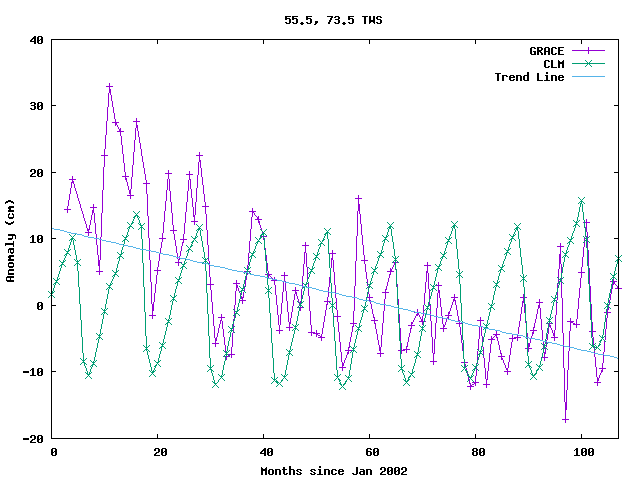 55.5, 73.5 TWS
GRACE
CLM
Trend Line
40
30
20
10
0
-10
-20
Anomaly (cm)
0 20 40 60 80 100
Months since Jan 2002